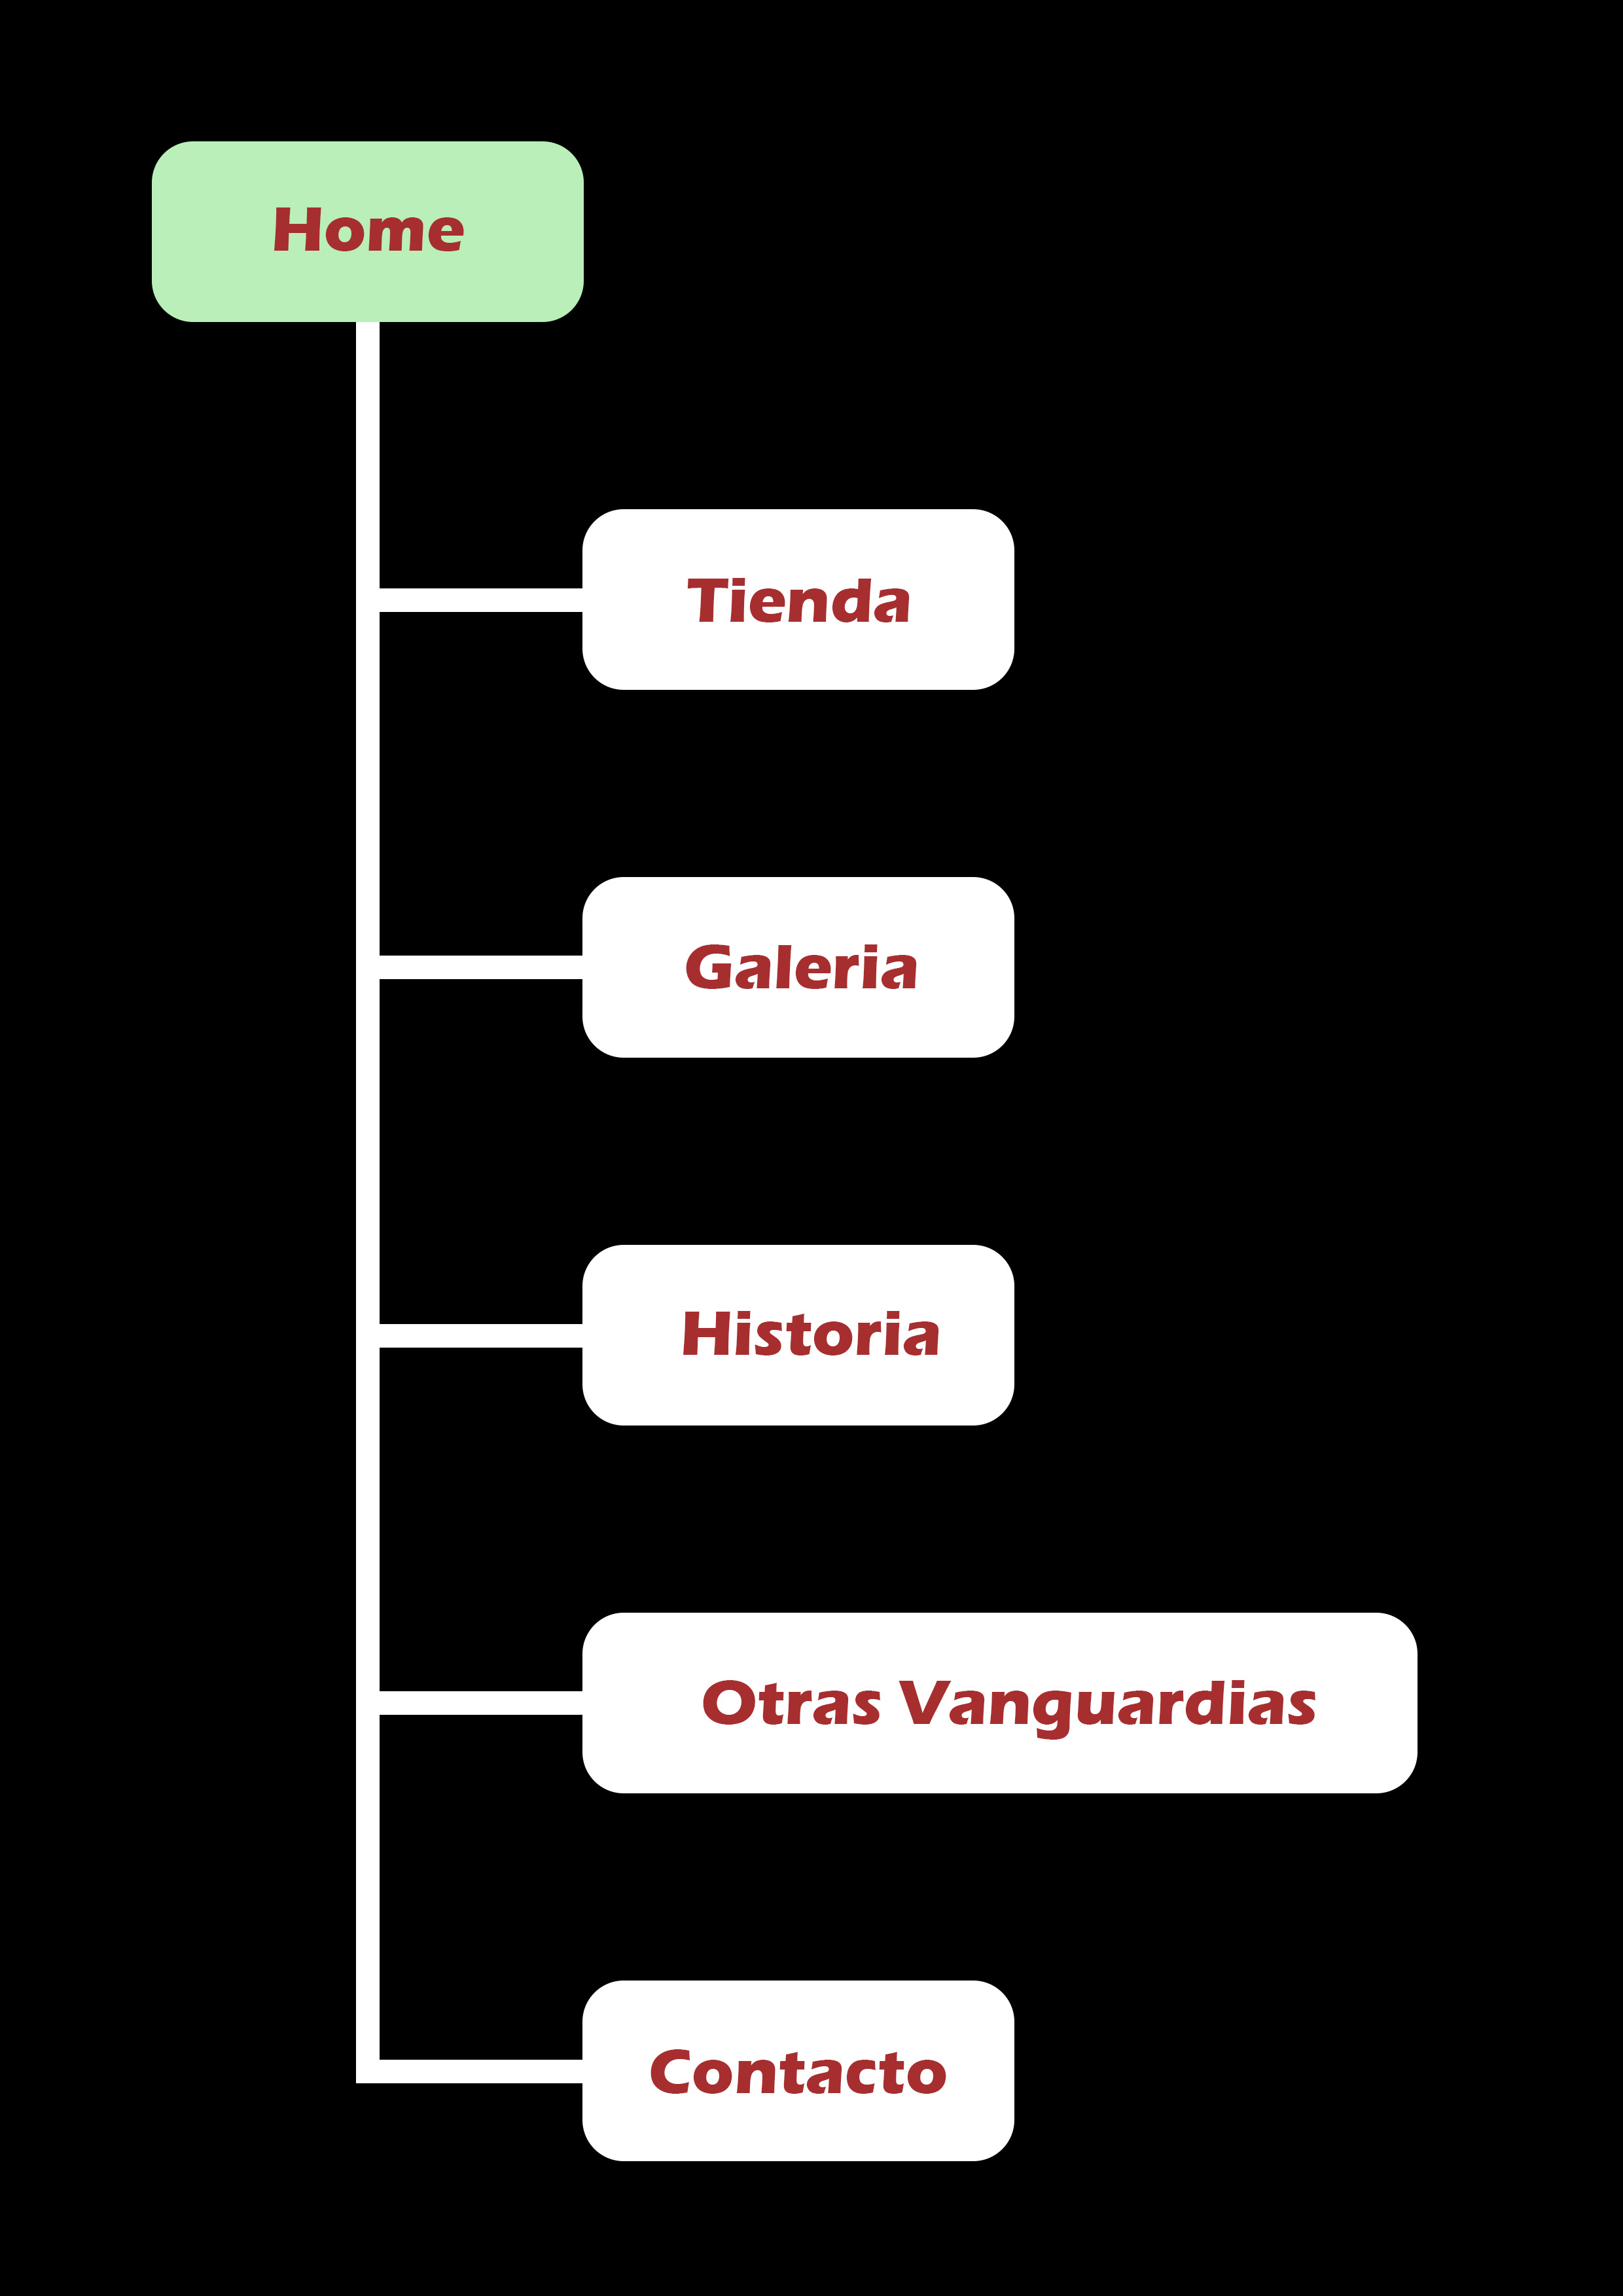 Home
Tienda
Galeria
Historia
Otras Vanguardias
Contacto